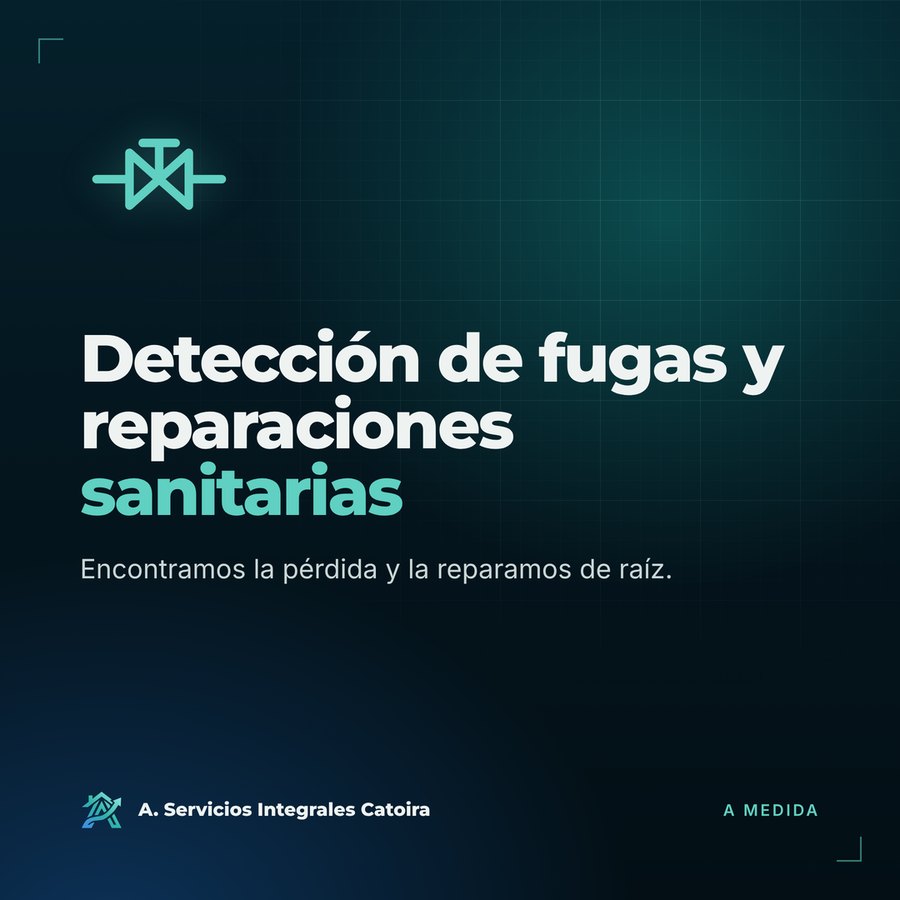 Detección de fugas y
reparaciones
sanitarias
Encontramos la pérdida y la reparamos de raíz.
A. Servicios Integrales Catoira
A MEDIDA